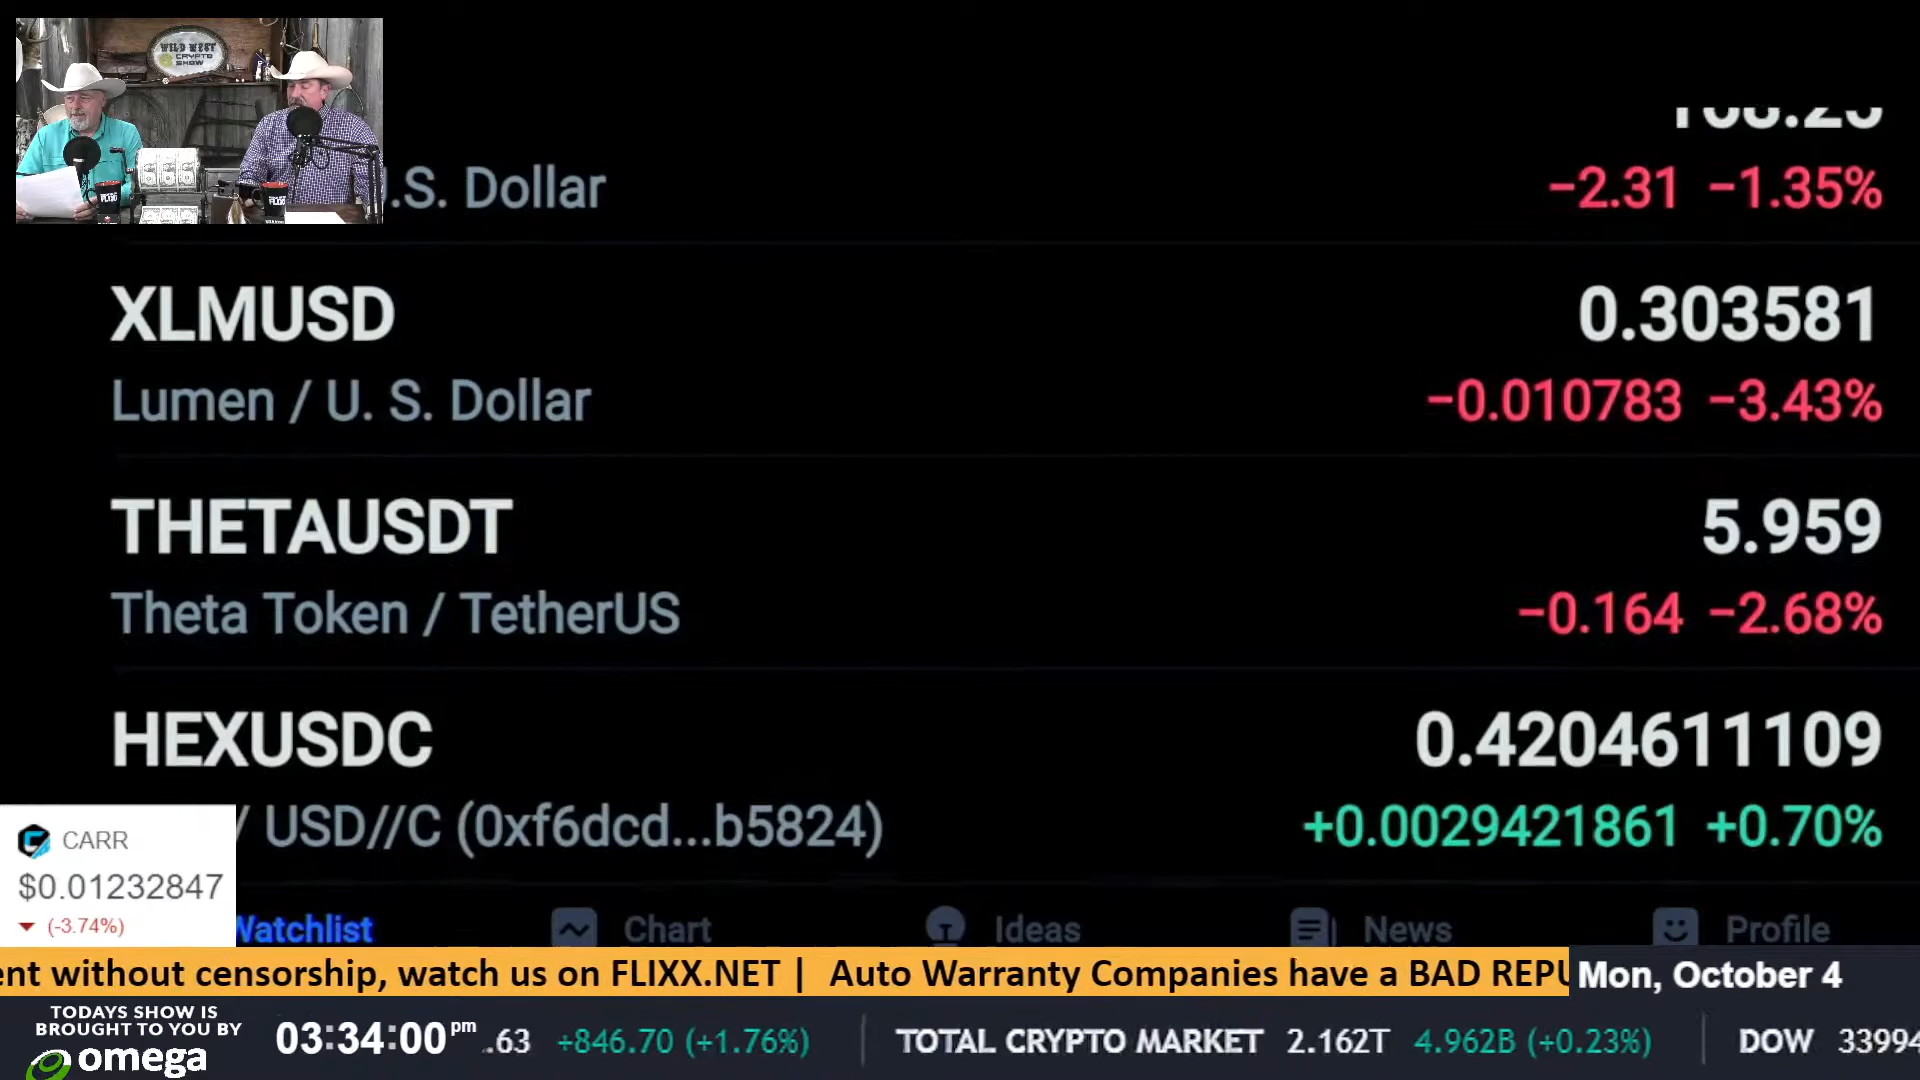 WILD WEST
CRYPTO
SHOW
.S. Dollar
−2.31 −1.35%
XLMUSD
0.303581
Lumen / U. S. Dollar
−0.010783 −3.43%
THETAUSDT
5.959
Theta Token / TetherUS
−0.164 −2.68%
HEXUSDC
0.4204611109
/ USD//C (0xf6dcd...b5824)
+0.0029421861 +0.70%
CARR
$0.01232847
(-3.74%)
Watchlist
Chart
Ideas
News
Profile
ent without censorship, watch us on FLIXX.NET | Auto Warranty Companies have a BAD REPU
Mon, October 4
TODAYS SHOW IS
BROUGHT TO YOU BY
omega
03:34:00 pm
.63 +846.70 (+1.76%)
TOTAL CRYPTO MARKET 2.162T 4.962B (+0.23%)
DOW 33994